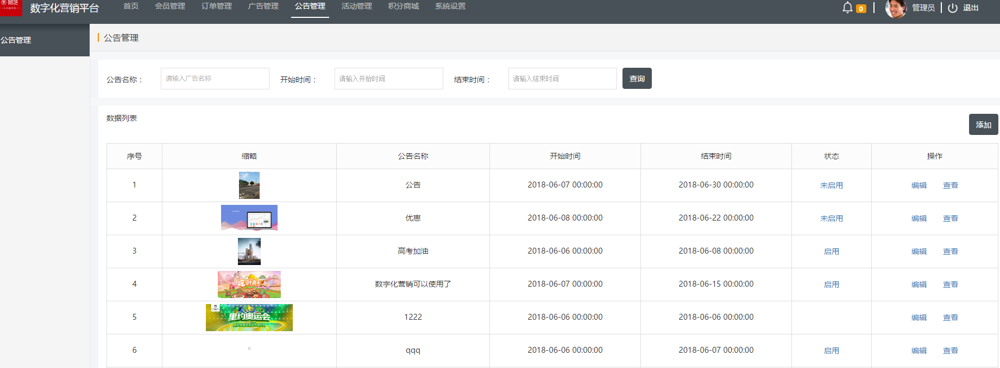 数字化营销平台
首页 会员管理 订单管理 广告管理 公告管理 活动管理 积分商城 系统设置
0 管理员 退出
公告管理
公告管理
公告名称： 请输入广告名称 开始时间： 请输入开始时间 结束时间： 请输入结束时间 查询
数据列表
添加
序号 缩略 公告名称 开始时间 结束时间 状态 操作
1 公告 2018-06-07 00:00:00 2018-06-30 00:00:00 未启用 编辑 查看
2 优惠 2018-06-08 00:00:00 2018-06-22 00:00:00 未启用 编辑 查看
3 高考加油 2018-06-06 00:00:00 2018-06-08 00:00:00 启用 编辑 查看
4 数字化营销可以使用了 2018-06-07 00:00:00 2018-06-15 00:00:00 启用 编辑 查看
里约奥运会
5 1222 2018-06-06 00:00:00 2018-06-06 00:00:00 编辑 查看
6 qqq 2018-06-06 00:00:00 2018-06-07 00:00:00 启用 编辑 查看